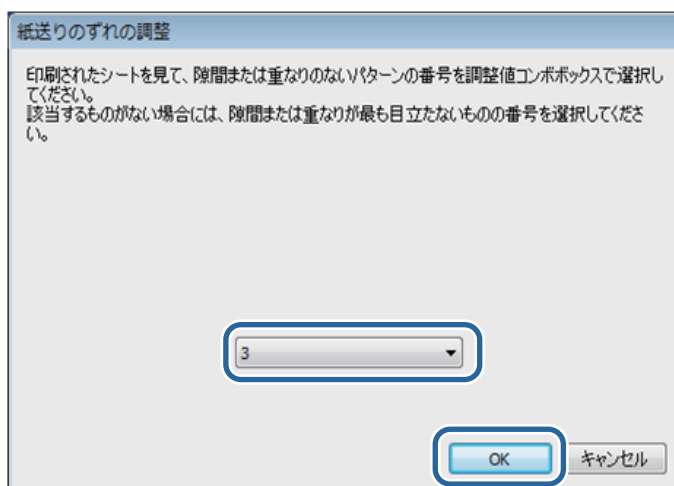 紙送りのずれの調整
印刷されたシートを見て、隙間または重なりのないパターンの番号を調整値コンボボックスで選択し
てください。
該当するものがない場合には、隙間または重なりが最も目立たないものの番号を選択してくださ
い。
3
OK キャンセル